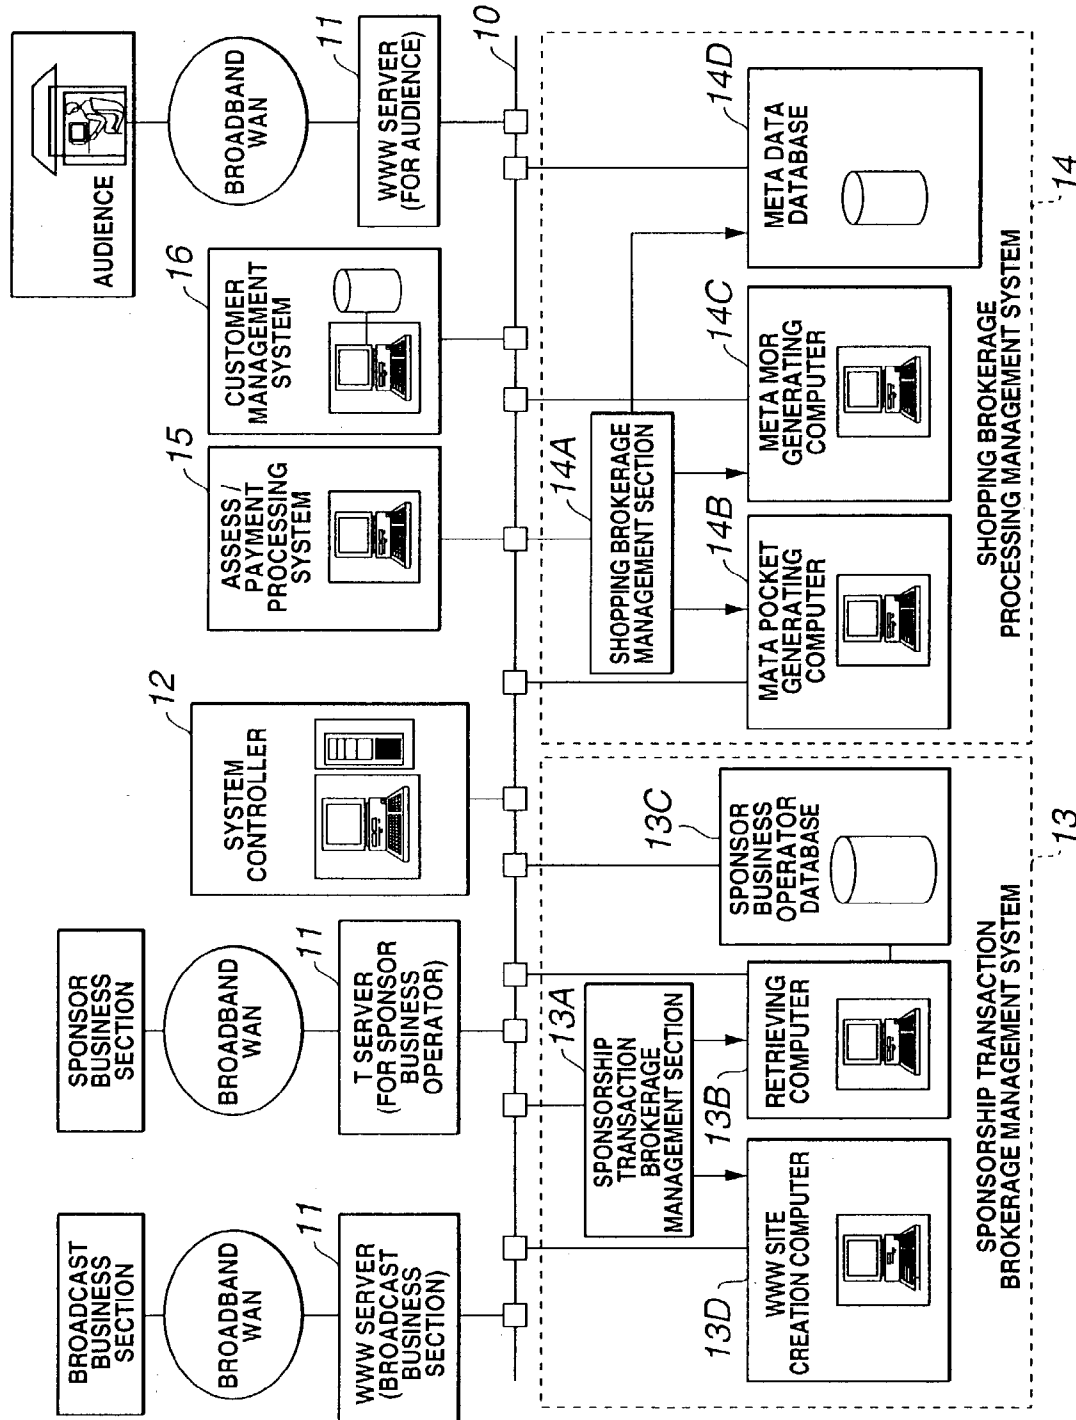 BROADCAST
BUSINESS
SECTION
BROADBAND
WAN
11
WWW SERVER
(BROADCAST
BUSINESS
SECTION)
SPONSOR
BUSINESS
SECTION
BROADBAND
WAN
11
T SERVER
(FOR SPONSOR
BUSINESS
OPERATOR)
12
SYSTEM
CONTROLLER
15
ASSESS /
PAYMENT
PROCESSING
SYSTEM
16
CUSTOMER
MANAGEMENT
SYSTEM
AUDIENCE
BROADBAND
WAN
11
WWW SERVER
(FOR AUDIENCE)
10
13A
SPONSORSHIP
TRANSACTION
BROKERAGE
MANAGEMENT SECTION
13D
WWW SITE
CREATION COMPUTER
13B
RETRIEVING
COMPUTER
13C
SPONSOR
BUSINESS
OPERATOR
DATABASE
SPONSORSHIP TRANSACTION
BROKERAGE MANAGEMENT SYSTEM
13
14A
SHOPPING BROKERAGE
MANAGEMENT SECTION
14B
MATA POCKET
GENERATING
COMPUTER
14C
META MOR
GENERATING
COMPUTER
14D
META DATA
DATABASE
SHOPPING BROKERAGE
PROCESSING MANAGEMENT SYSTEM
14